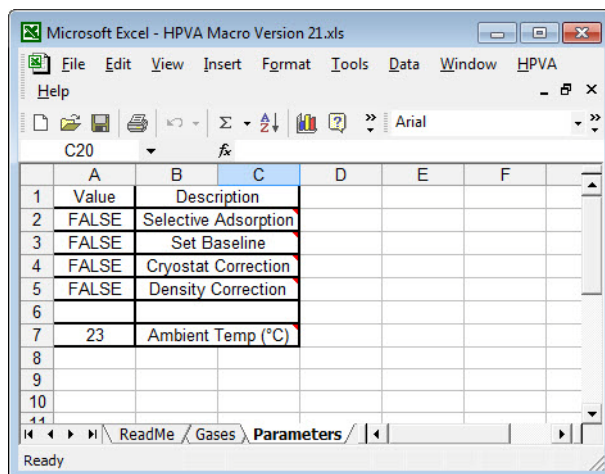 Microsoft Excel - HPVA Macro Version 21.xls
File Edit View Insert Format Tools Data Window HPVA
Help
Σ A Z ? » Arial »
C20 fx
A B C D E F
1 Value Description
2 FALSE Selective Adsorption
3 FALSE Set Baseline
4 FALSE Cryostat Correction
5 FALSE Density Correction
6
7 23 Ambient Temp (°C)
8
9
10
11
ReadMe Gases Parameters
Ready